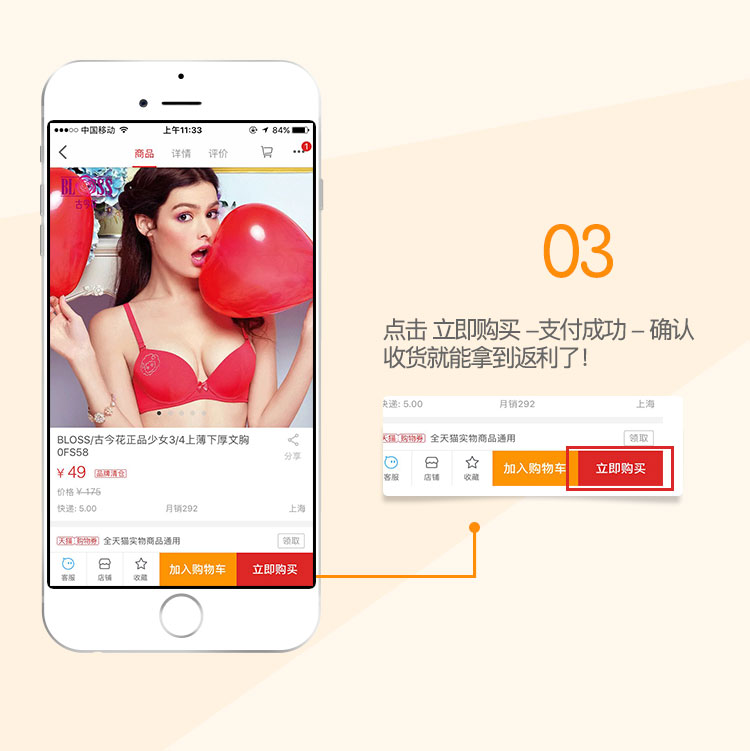 中国移动
上午11:33
84%
商品 详情 评价
1
BLOSS
古今
03
点击 立即购买 –支付成功 – 确认
收货就能拿到返利了!
BLOSS/古今花正品少女3/4上薄下厚文胸
0FS58
分享
¥ 49 品牌清仓
价格 ¥ 175
快递: 5.00 月销292 上海
天猫:购物券 全天猫实物商品通用 领取
客服 店铺 收藏 加入购物车 立即购买
快递: 5.00 月销292 上海
天猫:购物券 全天猫实物商品通用 领取
客服 店铺 收藏 加入购物车 立即购买